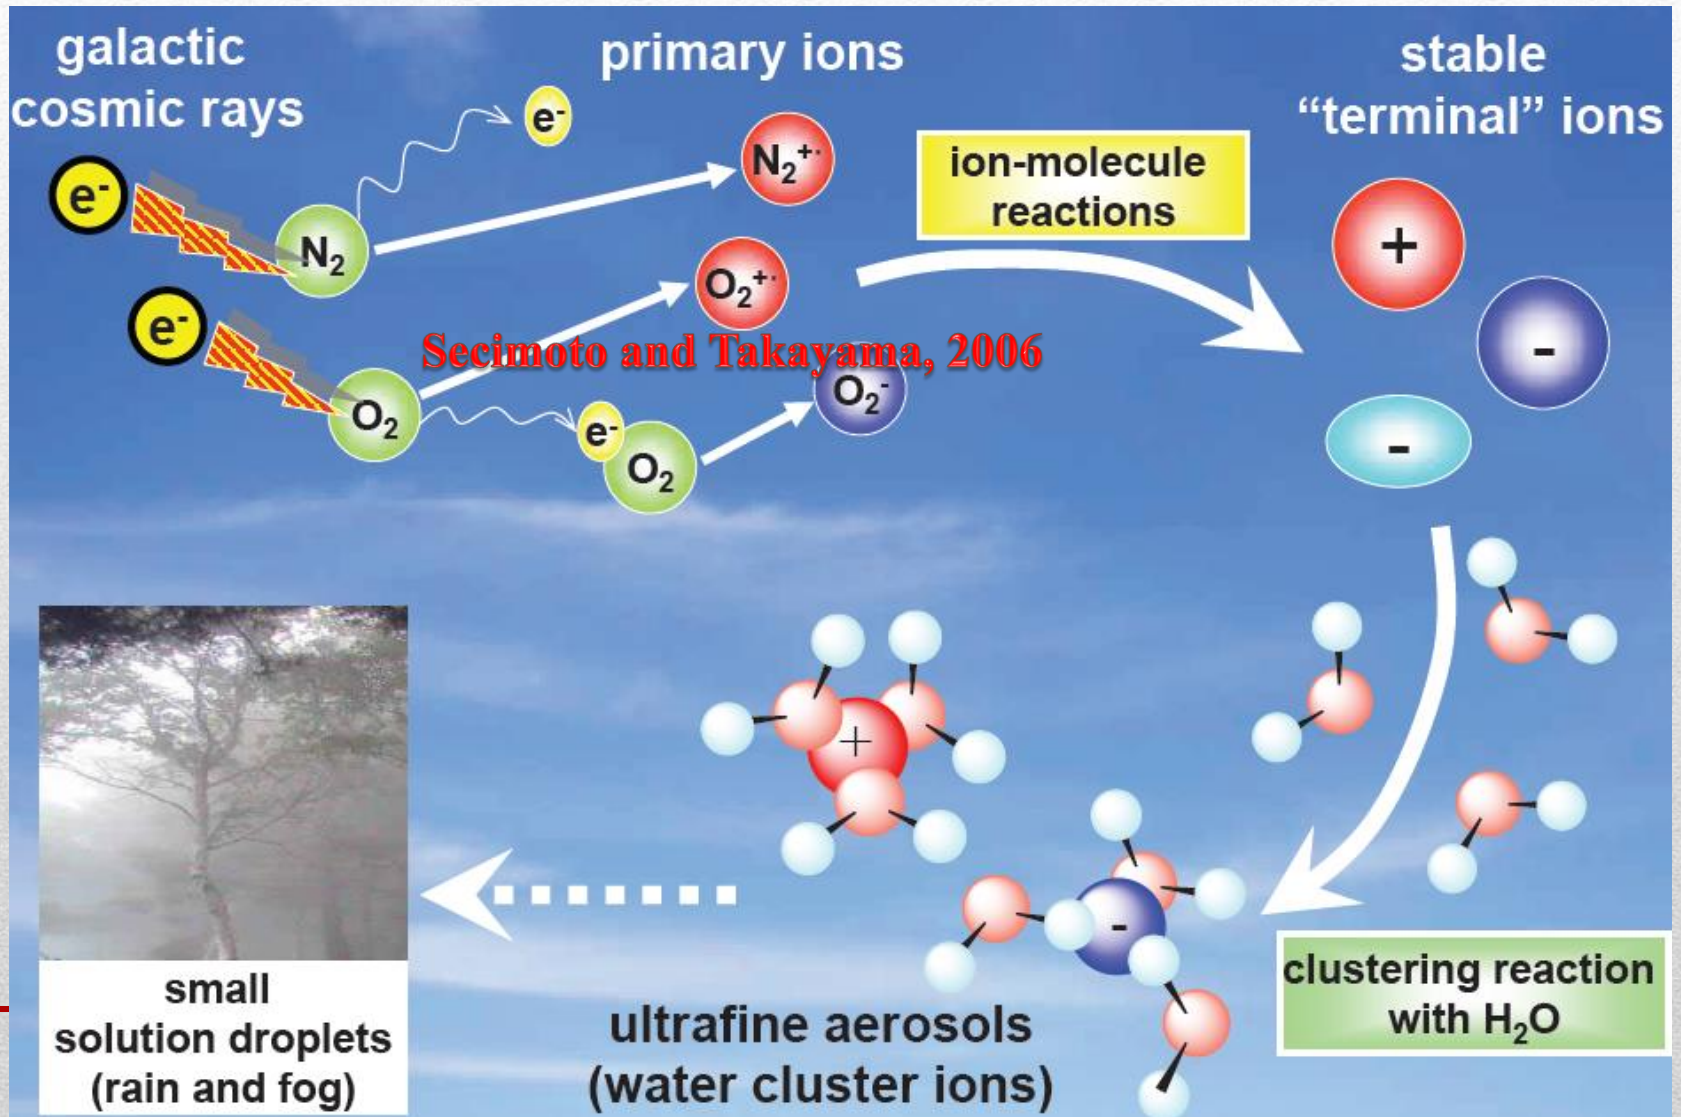 galactic
cosmic rays
primary ions
stable
“terminal” ions
e-
N₂
e-
N₂⁺·
ion-molecule
reactions
+
-
-
e-
O₂
O₂⁺·
Secimoto and Takayama, 2006
e-
O₂
O₂⁻
+
-
clustering reaction
with H₂O
ultrafine aerosols
(water cluster ions)
small
solution droplets
(rain and fog)